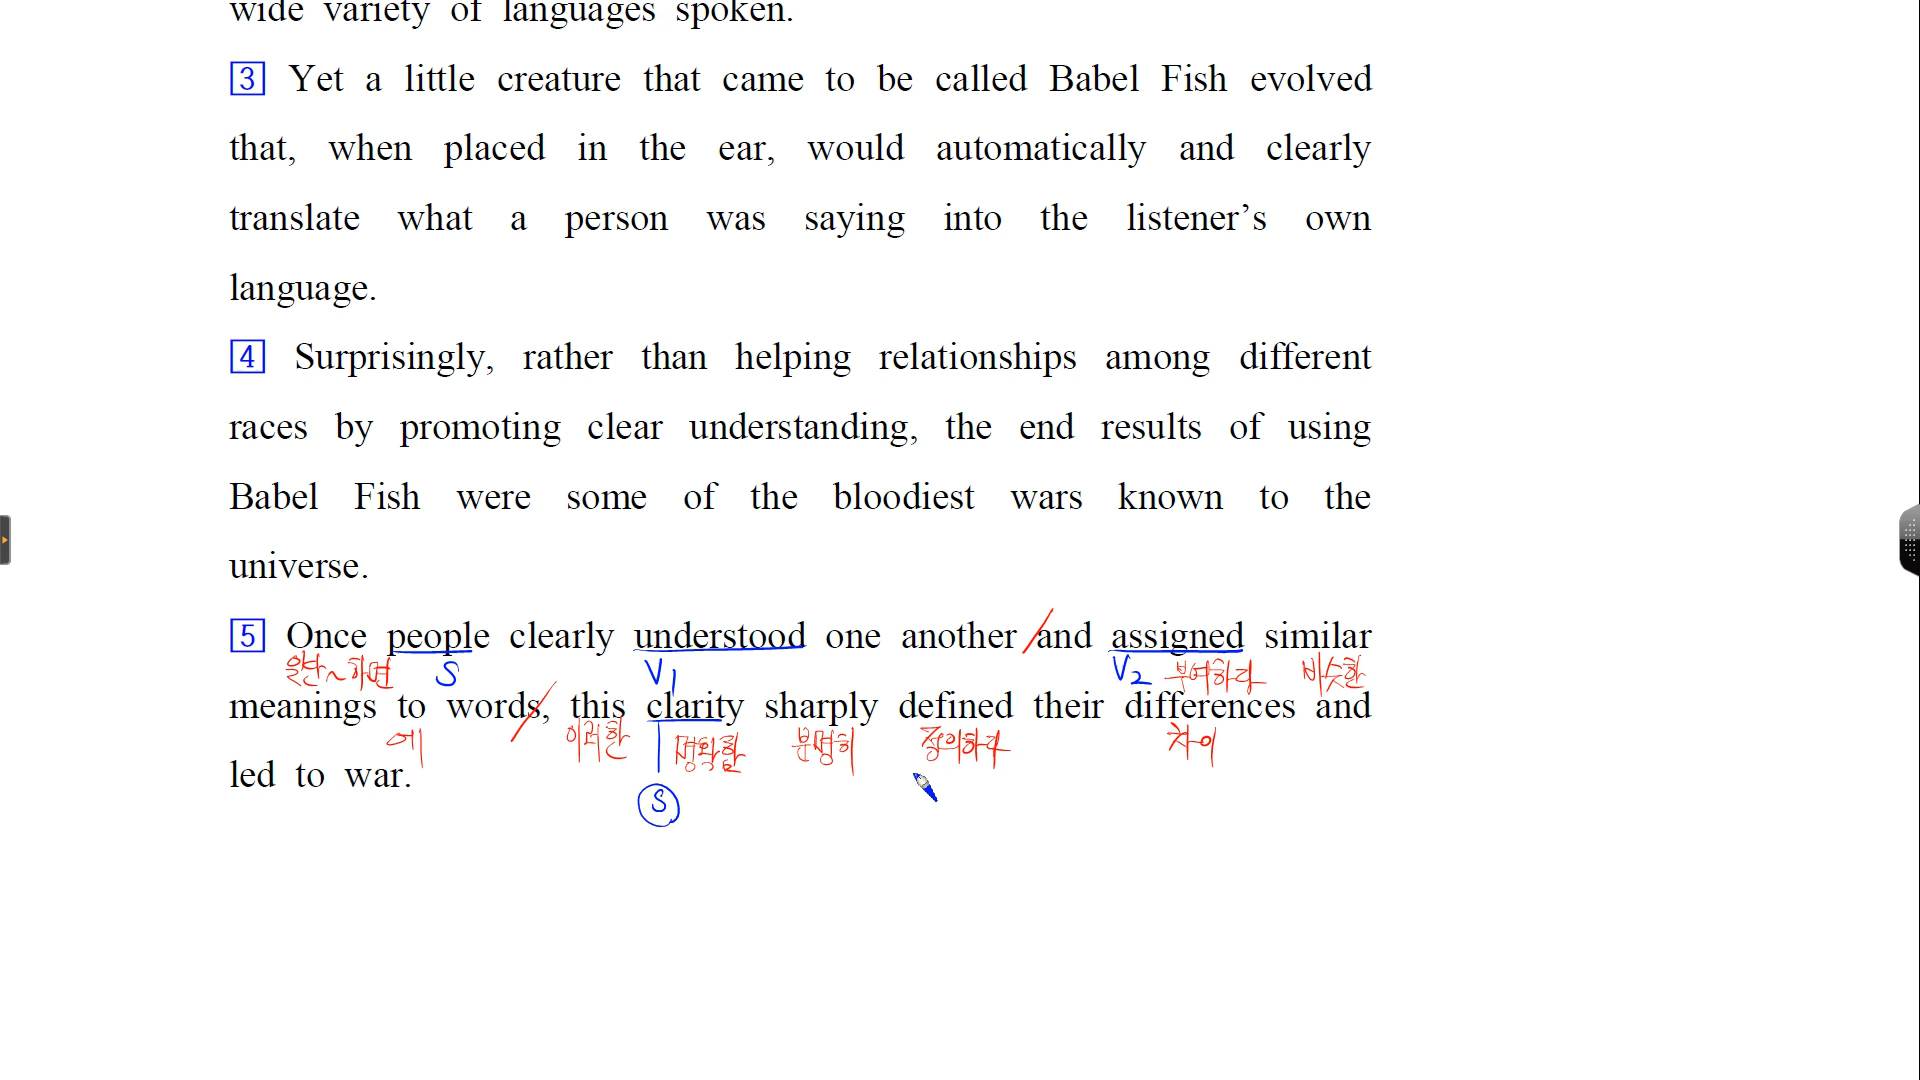 wide variety of languages spoken.
3 Yet a little creature that came to be called Babel Fish evolved
that, when placed in the ear, would automatically and clearly
translate what a person was saying into the listener’s own
language.
4 Surprisingly, rather than helping relationships among different
races by promoting clear understanding, the end results of using
Babel Fish were some of the bloodiest wars known to the
universe.
5 Once people clearly understood one another and assigned similar
일단~하면 S V1 V2 부여하다 비슷한
meanings to words, this clarity sharply defined their differences and
에 이러한 명확함 분명히 정의하다 차이
led to war.
S